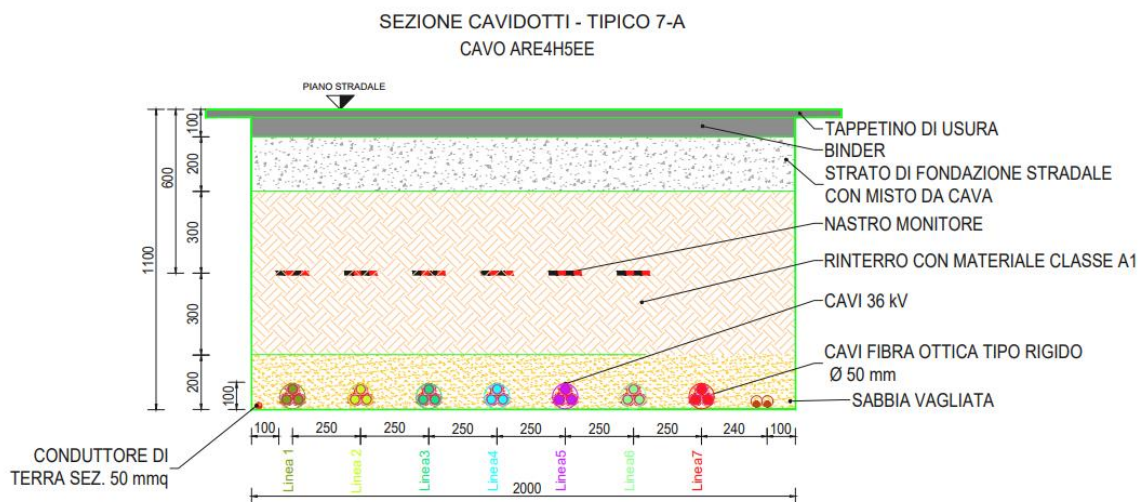 SEZIONE CAVIDOTTI - TIPICO 7-A
CAVO ARE4H5EE
PIANO STRADALE
100
200
300
300
200
600
1100
100
TAPPETINO DI USURA
BINDER
STRATO DI FONDAZIONE STRADALE
CON MISTO DA CAVA
NASTRO MONITORE
RINTERRO CON MATERIALE CLASSE A1
CAVI 36 kV
CAVI FIBRA OTTICA TIPO RIGIDO
Ø 50 mm
SABBIA VAGLIATA
CONDUTTORE DI
TERRA SEZ. 50 mmq
100 250 250 250 250 250 250 240 100
Linea 1
Linea 2
Linea3
Linea4
Linea5
Linea6
Linea7
2000